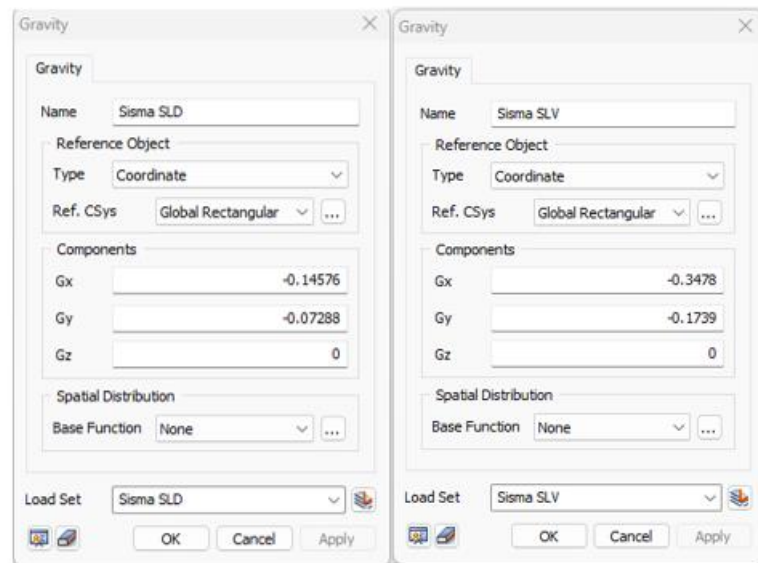 Gravity
Gravity
Name Sisma SLD
Reference Object
Type Coordinate
Ref. CSys Global Rectangular ...
Components
Gx -0.14576
Gy -0.07288
Gz 0
Spatial Distribution
Base Function None ...
Load Set Sisma SLD
OK Cancel Apply
Gravity
Gravity
Name Sisma SLV
Reference Object
Type Coordinate
Ref. CSys Global Rectangular ...
Components
Gx -0.3478
Gy -0.1739
Gz 0
Spatial Distribution
Base Function None ...
Load Set Sisma SLV
OK Cancel Apply